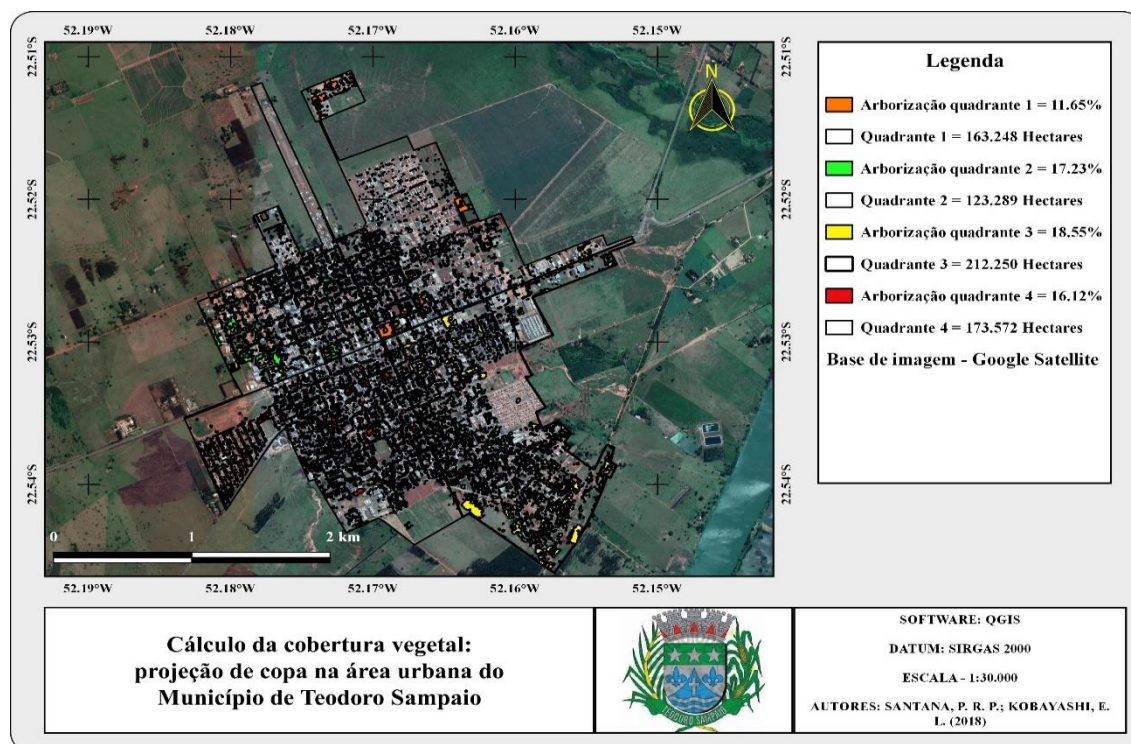 52.19°W 52.18°W 52.17°W 52.16°W 52.15°W
22.51°S 22.51°S
22.52°S 22.52°S
22.53°S 22.53°S
22.54°S 22.54°S
N
0 1 2 km
52.19°W 52.18°W 52.17°W 52.16°W 52.15°W
Legenda
Arborização quadrante 1 = 11.65%
Quadrante 1 = 163.248 Hectares
Arborização quadrante 2 = 17.23%
Quadrante 2 = 123.289 Hectares
Arborização quadrante 3 = 18.55%
Quadrante 3 = 212.250 Hectares
Arborização quadrante 4 = 16.12%
Quadrante 4 = 173.572 Hectares
Base de imagem - Google Satellite
Cálculo da cobertura vegetal:
projeção de copa na área urbana do
Município de Teodoro Sampaio
TEODORO SAMPAIO
SOFTWARE: QGIS
DATUM: SIRGAS 2000
ESCALA - 1:30.000
AUTORES: SANTANA, P. R. P.; KOBAYASHI, E.
L. (2018)